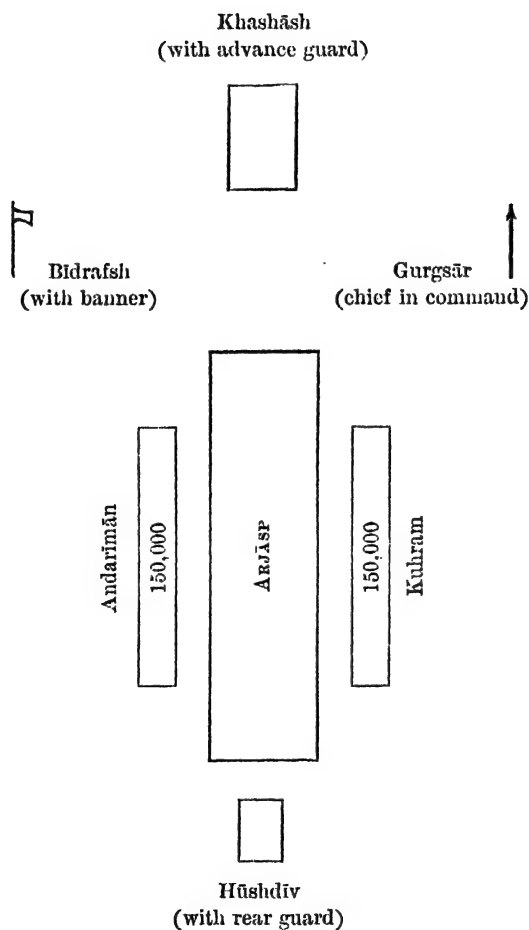 Khashāsh
(with advance guard)
Bīdrafsh
(with banner)
Gurgsār
(chief in command)
Andarīmān
150,000
ARJĀSP
150,000
Kuhram
Hūshdīv
(with rear guard)